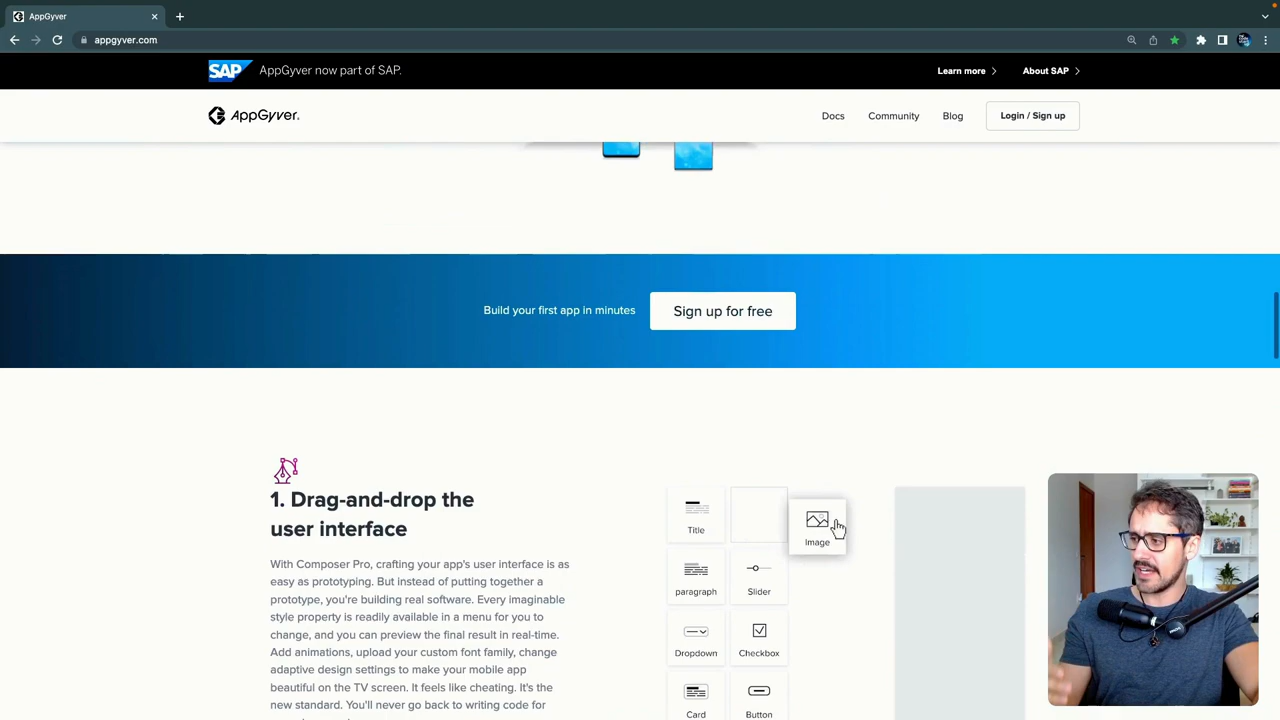 AppGyver
appgyver.com
SAP AppGyver now part of SAP.
Learn more
About SAP
AppGyver.
Docs
Community
Blog
Login / Sign up
Build your first app in minutes
Sign up for free
1. Drag-and-drop the
user interface
With Composer Pro, crafting your app's user interface is as
easy as prototyping. But instead of putting together a
prototype, you're building real software. Every imaginable
style property is readily available in a menu for you to
change, and you can preview the final result in real-time.
Add animations, upload your custom font family, change
adaptive design settings to make your mobile app
beautiful on the TV screen. It feels like cheating. It's the
new standard. You'll never go back to writing code for
Title
Image
paragraph
Slider
Dropdown
Checkbox
Card
Button